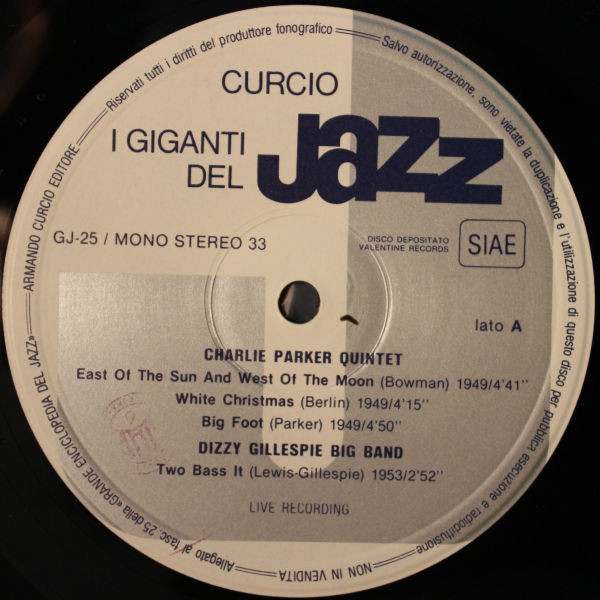 Riservati tutti i diritti del produttore fonografico
Salvo autorizzazione, sono vietate la duplicazione e l'utilizzazione di questo disco per pubblica esecuzione e radiodiffusione
NON IN VENDITA
Allegato al fasc. 25 della «GRANDE ENCICLOPEDIA DEL JAZZ»
ARMANDO CURCIO EDITORE
CURCIO
I GIGANTI
DEL
Jazz
GJ-25 / MONO STEREO 33
DISCO DEPOSITATO
VALENTINE RECORDS
SIAE
lato A
CHARLIE PARKER QUINTET
East Of The Sun And West Of The Moon (Bowman) 1949/4'41"
White Christmas (Berlin) 1949/4'15"
Big Foot (Parker) 1949/4'50"
DIZZY GILLESPIE BIG BAND
Two Bass It (Lewis-Gillespie) 1953/2'52"
LIVE RECORDING